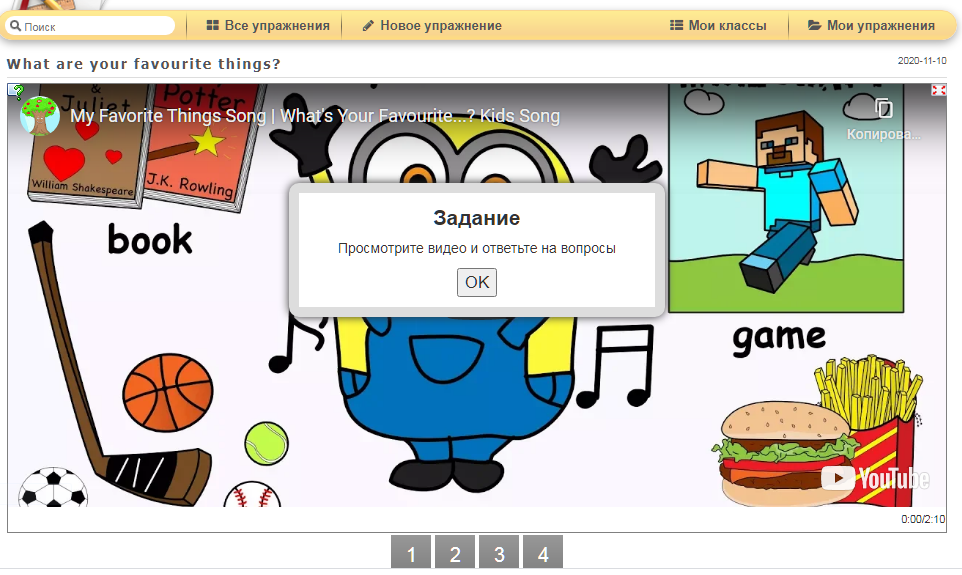 Поиск
Все упражнения
Новое упражнение
Мои классы
Мои упражнения
What are your favourite things?
2020-11-10
?
My Favorite Things Song | What's Your Favourite...? Kids Song
Копирова...
&
Juliet
William Shakespeare
Potter
J.K. Rowling
book
Задание
Просмотрите видео и ответьте на вопросы
OK
game
YouTube
0:00/2:10
1 2 3 4